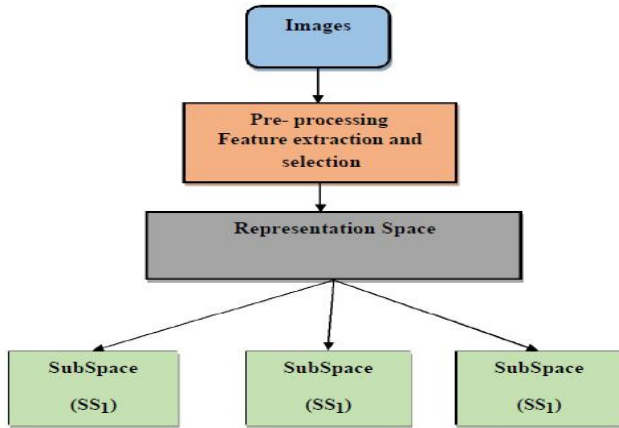 Images
Pre- processing
Feature extraction and
selection
Representation Space
SubSpace
(SS1)
SubSpace
(SS1)
SubSpace
(SS1)